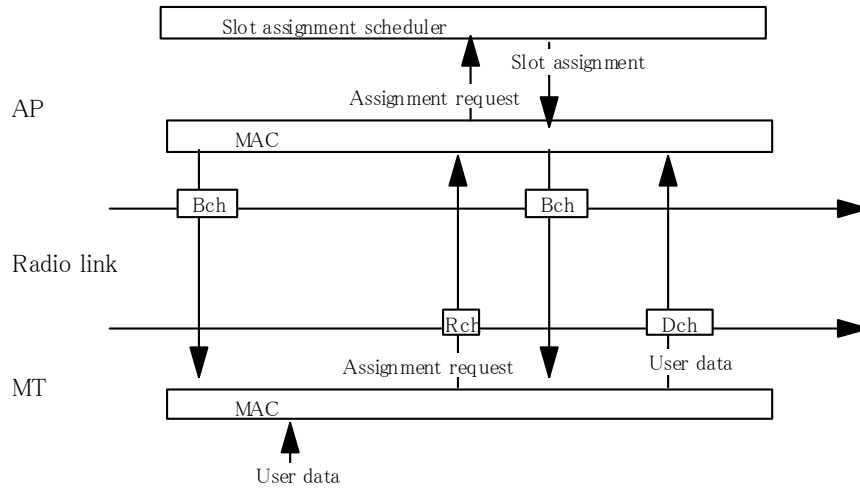 Slot assignment scheduler
Slot assignment
Assignment request
AP
MAC
Bch
Bch
Radio link
Rch
Dch
User data
Assignment request
MT
MAC
User data